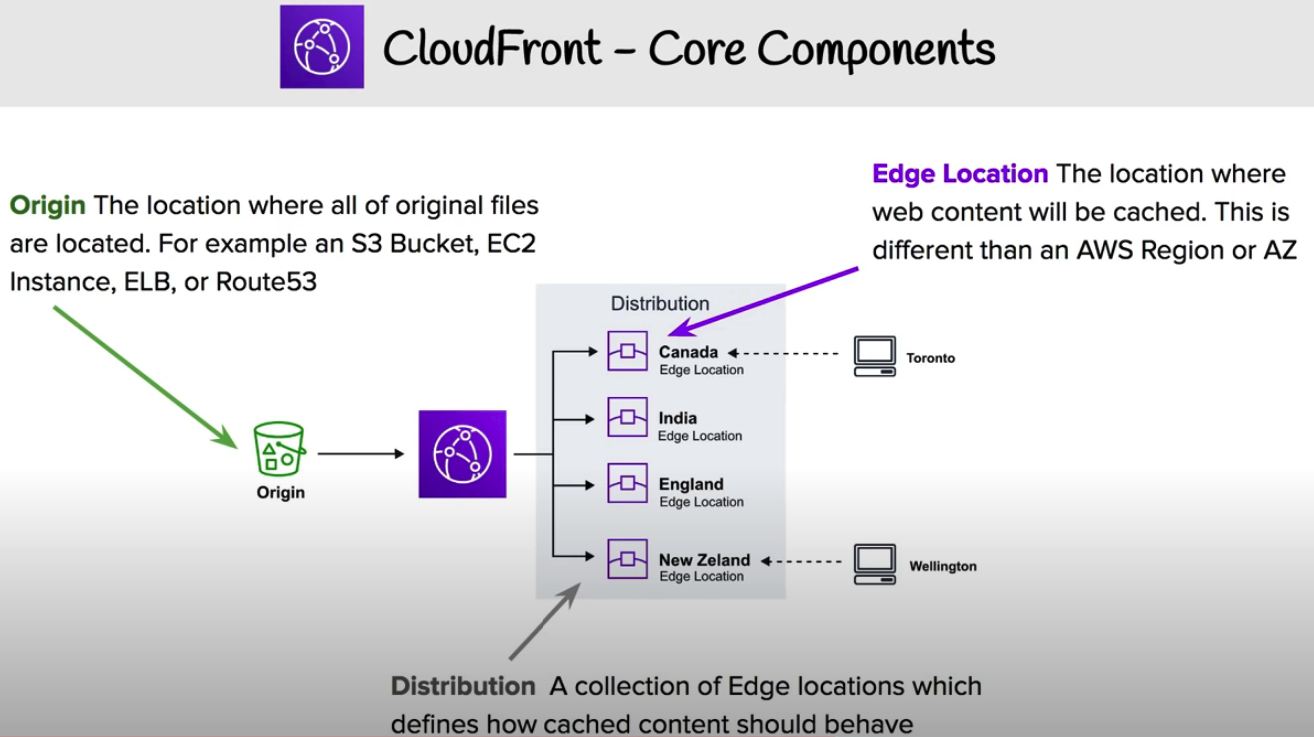 CloudFront – Core Components
Origin The location where all of original files
are located. For example an S3 Bucket, EC2
Instance, ELB, or Route53
Edge Location The location where
web content will be cached. This is
different than an AWS Region or AZ
Distribution
Canada
Edge Location
Toronto
India
Edge Location
Origin
England
Edge Location
New Zeland
Edge Location
Wellington
Distribution A collection of Edge locations which
defines how cached content should behave